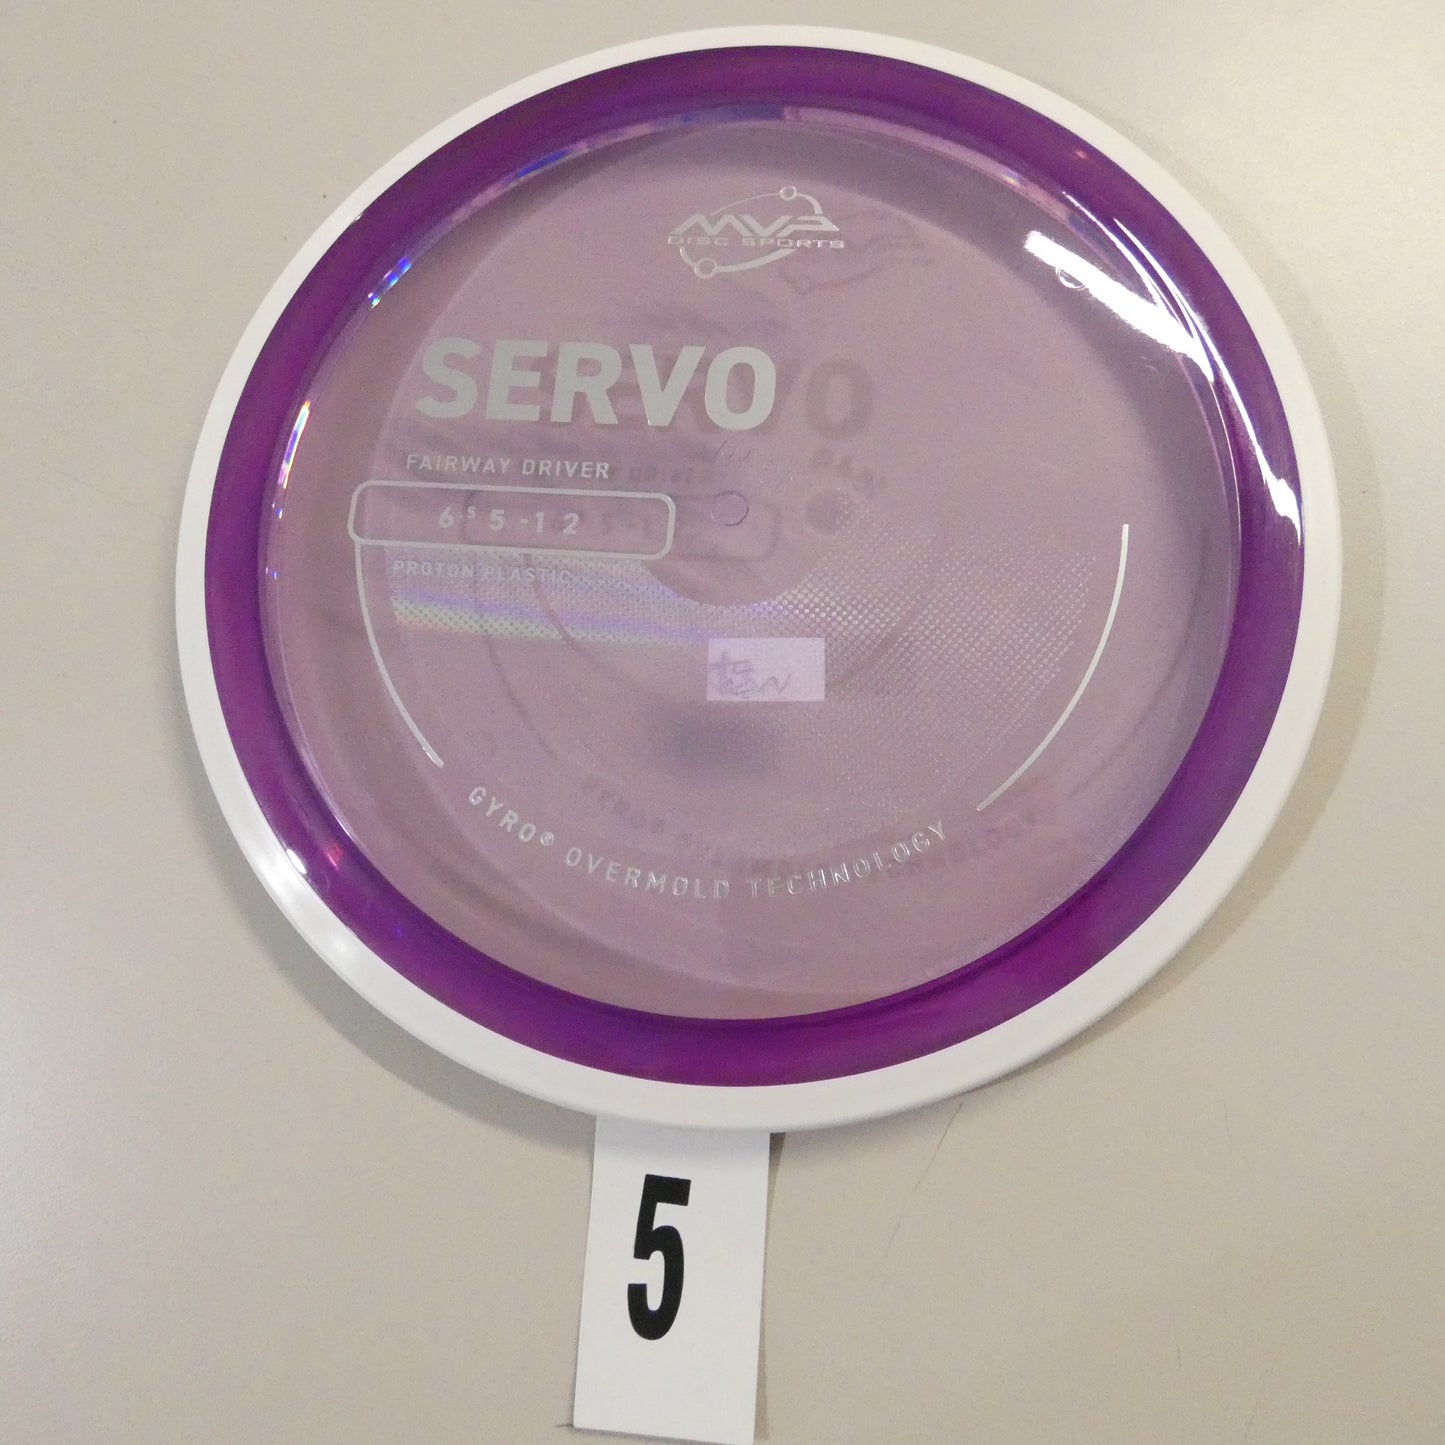 MVP
DISC SPORTS
SERVO
FAIRWAY DRIVER
6.5 5 -1 2
PROTON PLASTIC
GYRO® OVERMOLD TECHNOLOGY
5